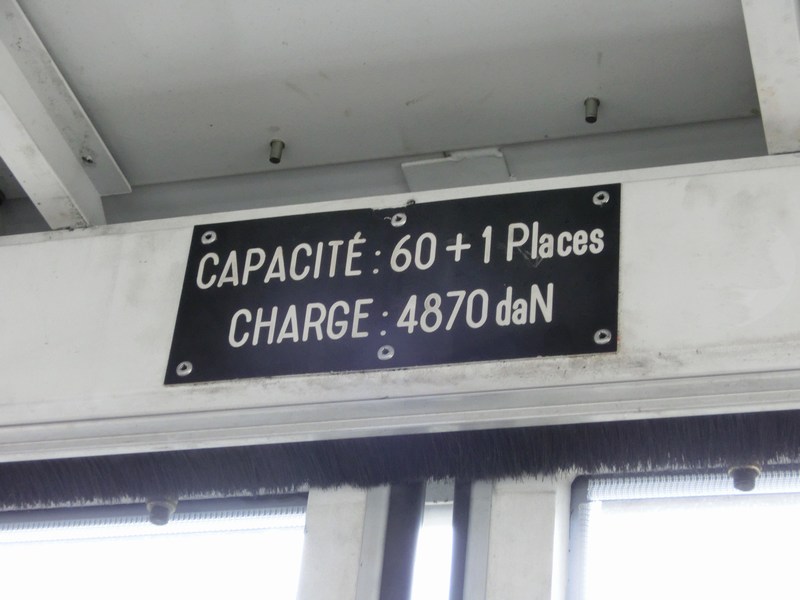 CAPACITÉ : 60 + 1 Places
CHARGE : 4870 daN